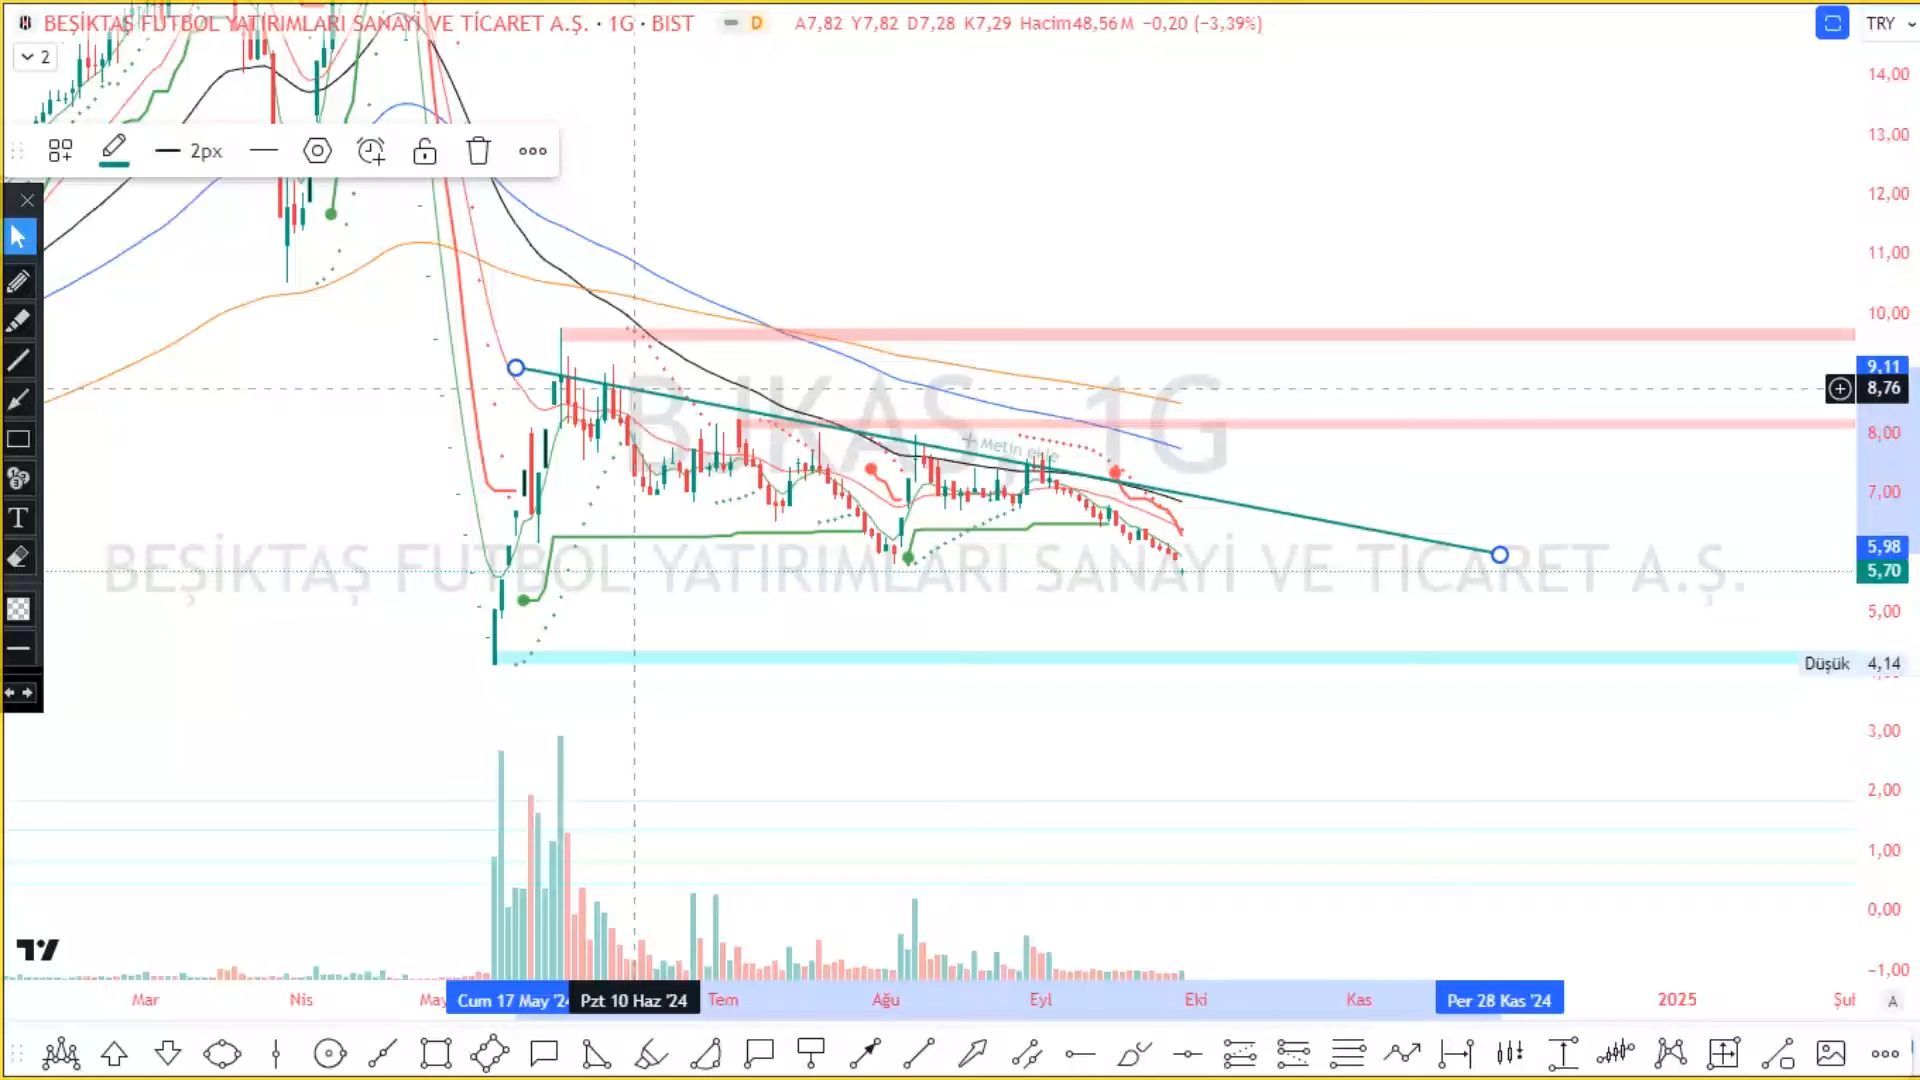 BEŞİKTAŞ FUTBOL YATIRIMLARI SANAYİ VE TİCARET A.Ş. · 1G · BIST D A7,82 Y7,82 D7,28 K7,29 Hacim48,56M −0,20 (−3,39%) TRY
2
14,00
13,00
2px
12,00
11,00
10,00
9,11
8,76
BJKAS, 1G
8,00
Metin ekle
7,00
5,98
BEŞİKTAŞ FUTBOL YATIRIMLARI SANAYİ VE TİCARET A.Ş.
5,70
5,00
Düşük 4,14
3,00
2,00
1,00
0,00
−1,00
Mar Nis May Cum 17 May '24 Pzt 10 Haz '24 Tem Ağu Eyl Eki Kas Per 28 Kas '24 2025 Şub A